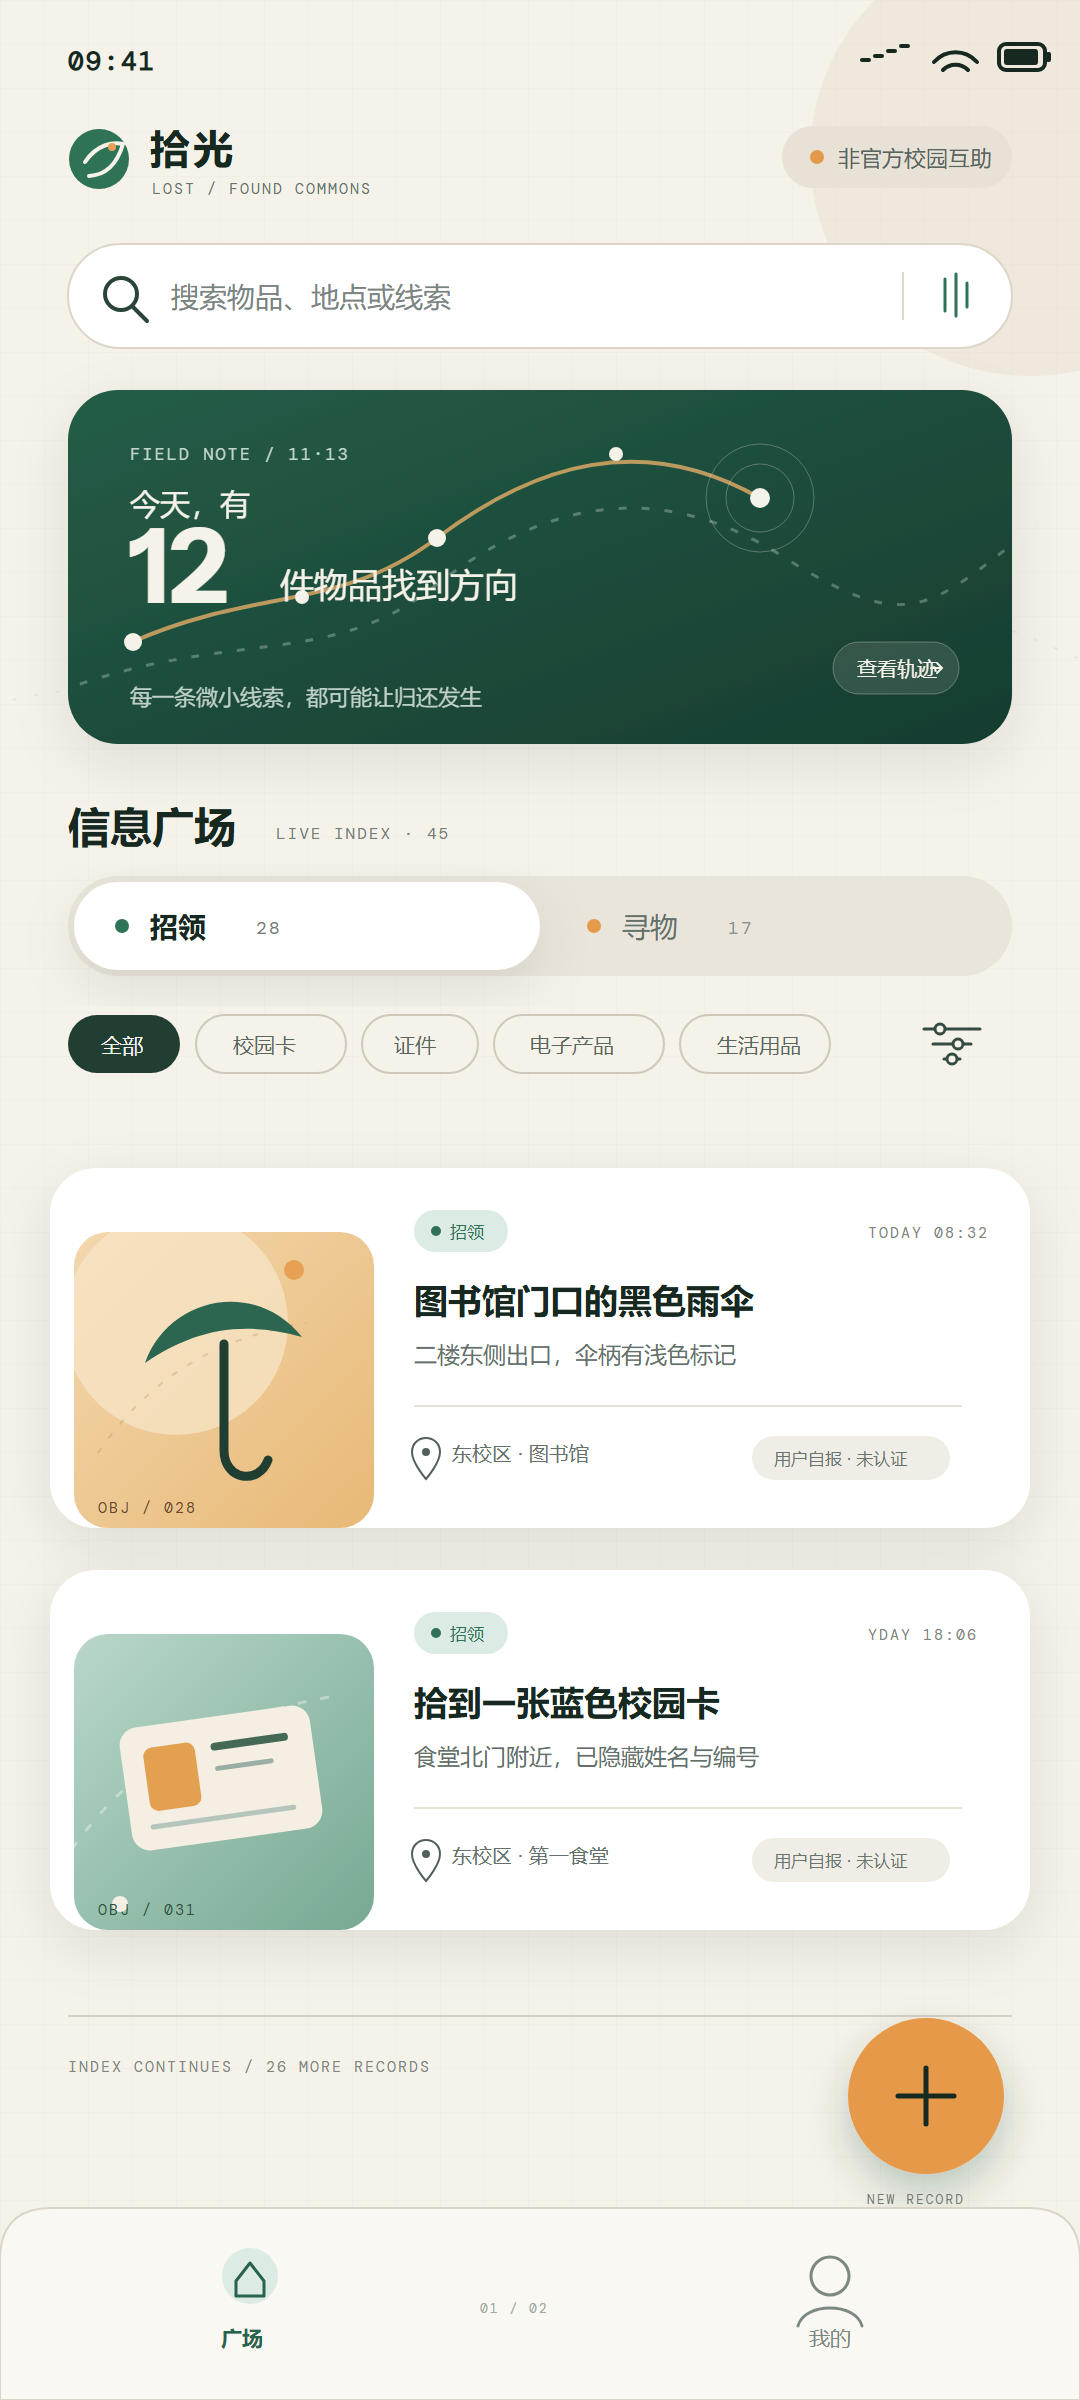 09:41
拾光
LOST / FOUND COMMONS
非官方校园互助
搜索物品、地点或线索
FIELD NOTE / 11·13
今天，有
12
件物品找到方向
每一条微小线索，都可能让归还发生
查看轨迹
信息广场
LIVE INDEX · 45
招领 28
寻物 17
全部
校园卡
证件
电子产品
生活用品
招领
TODAY 08:32
图书馆门口的黑色雨伞
二楼东侧出口，伞柄有浅色标记
东校区 · 图书馆
用户自报 · 未认证
OBJ / 028
招领
YDAY 18:06
拾到一张蓝色校园卡
食堂北门附近，已隐藏姓名与编号
东校区 · 第一食堂
用户自报 · 未认证
OBJ / 031
INDEX CONTINUES / 26 MORE RECORDS
NEW RECORD
广场
01 / 02
我的